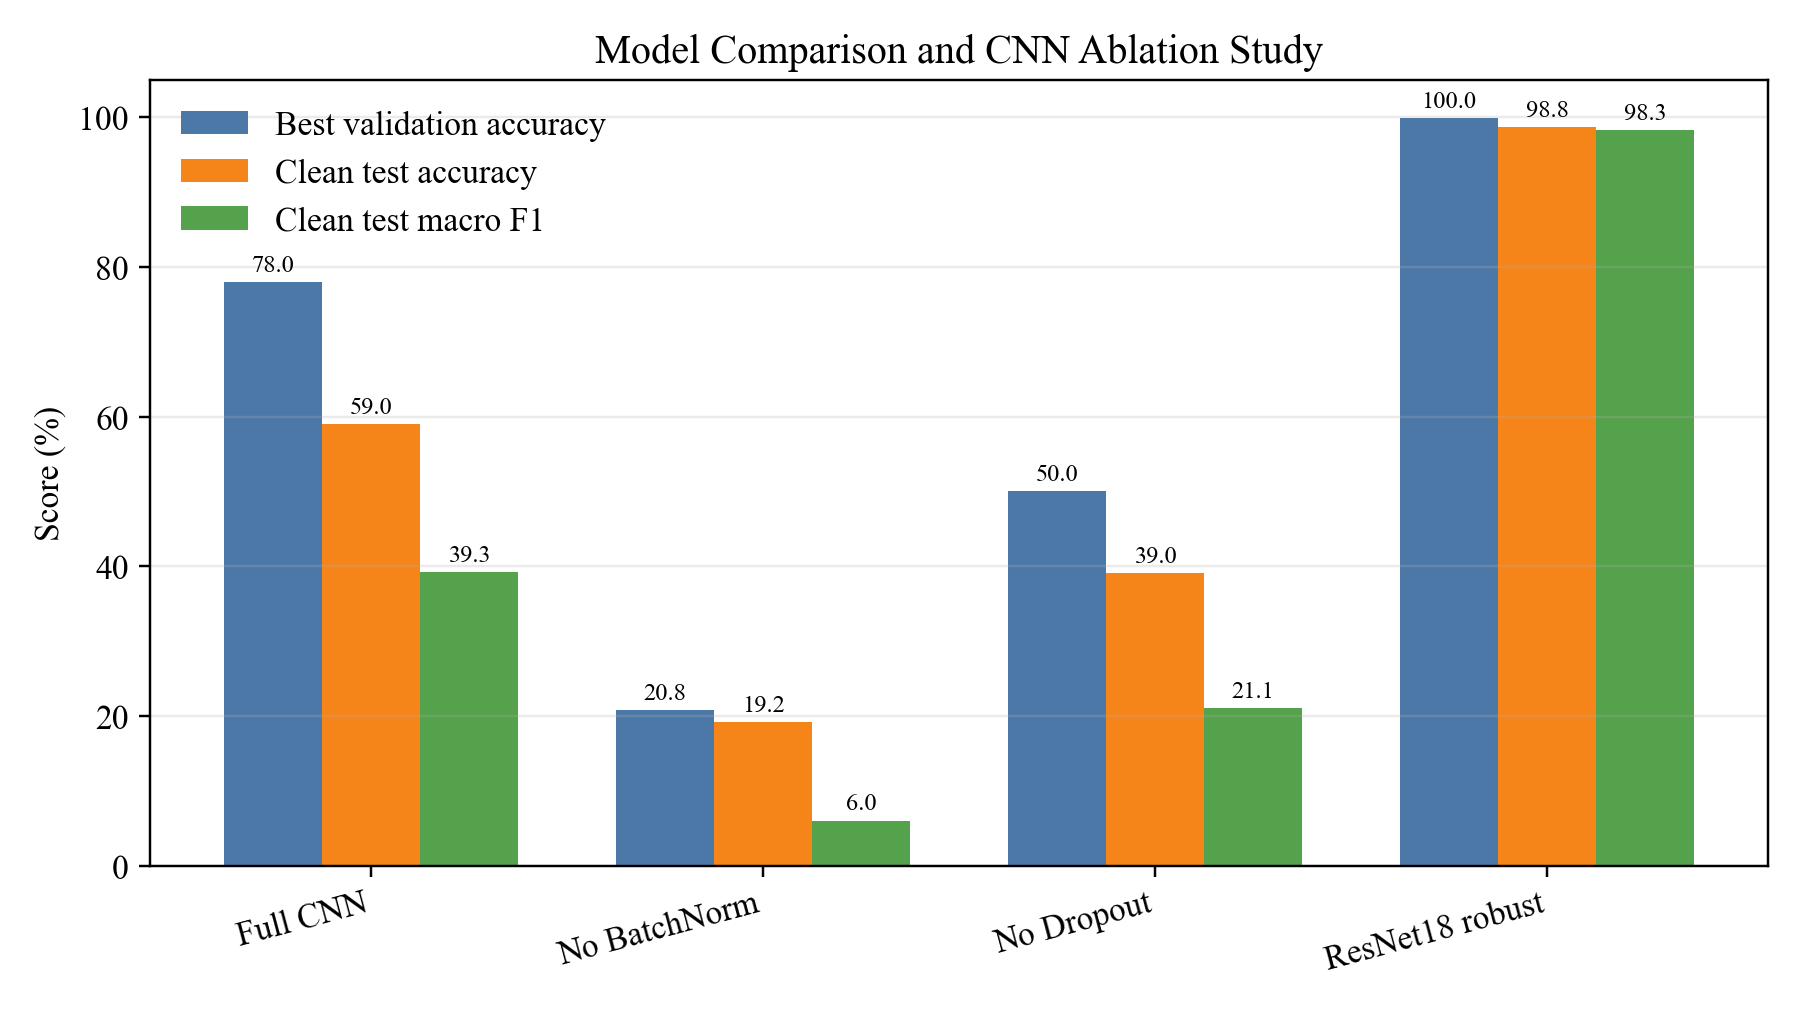 Model Comparison and CNN Ablation Study
Best validation accuracy
Clean test accuracy
Clean test macro F1
Score (%)
100
80
60
40
20
0
78.0
59.0
39.3
20.8
19.2
6.0
50.0
39.0
21.1
100.0
98.8
98.3
Full CNN
No BatchNorm
No Dropout
ResNet18 robust